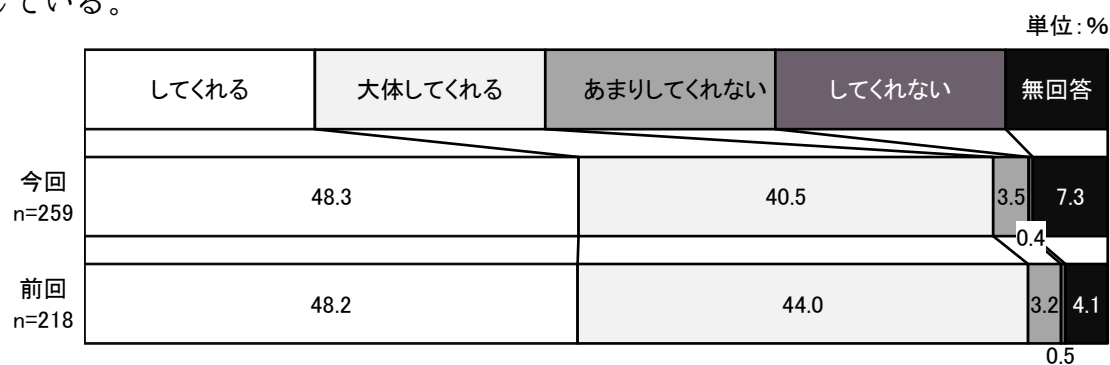 している。
単位：％
してくれる 大体してくれる あまりしてくれない してくれない 無回答
今回
n=259
48.3 40.5 3.5 7.3
0.4
前回
n=218
48.2 44.0 3.2 4.1
0.5